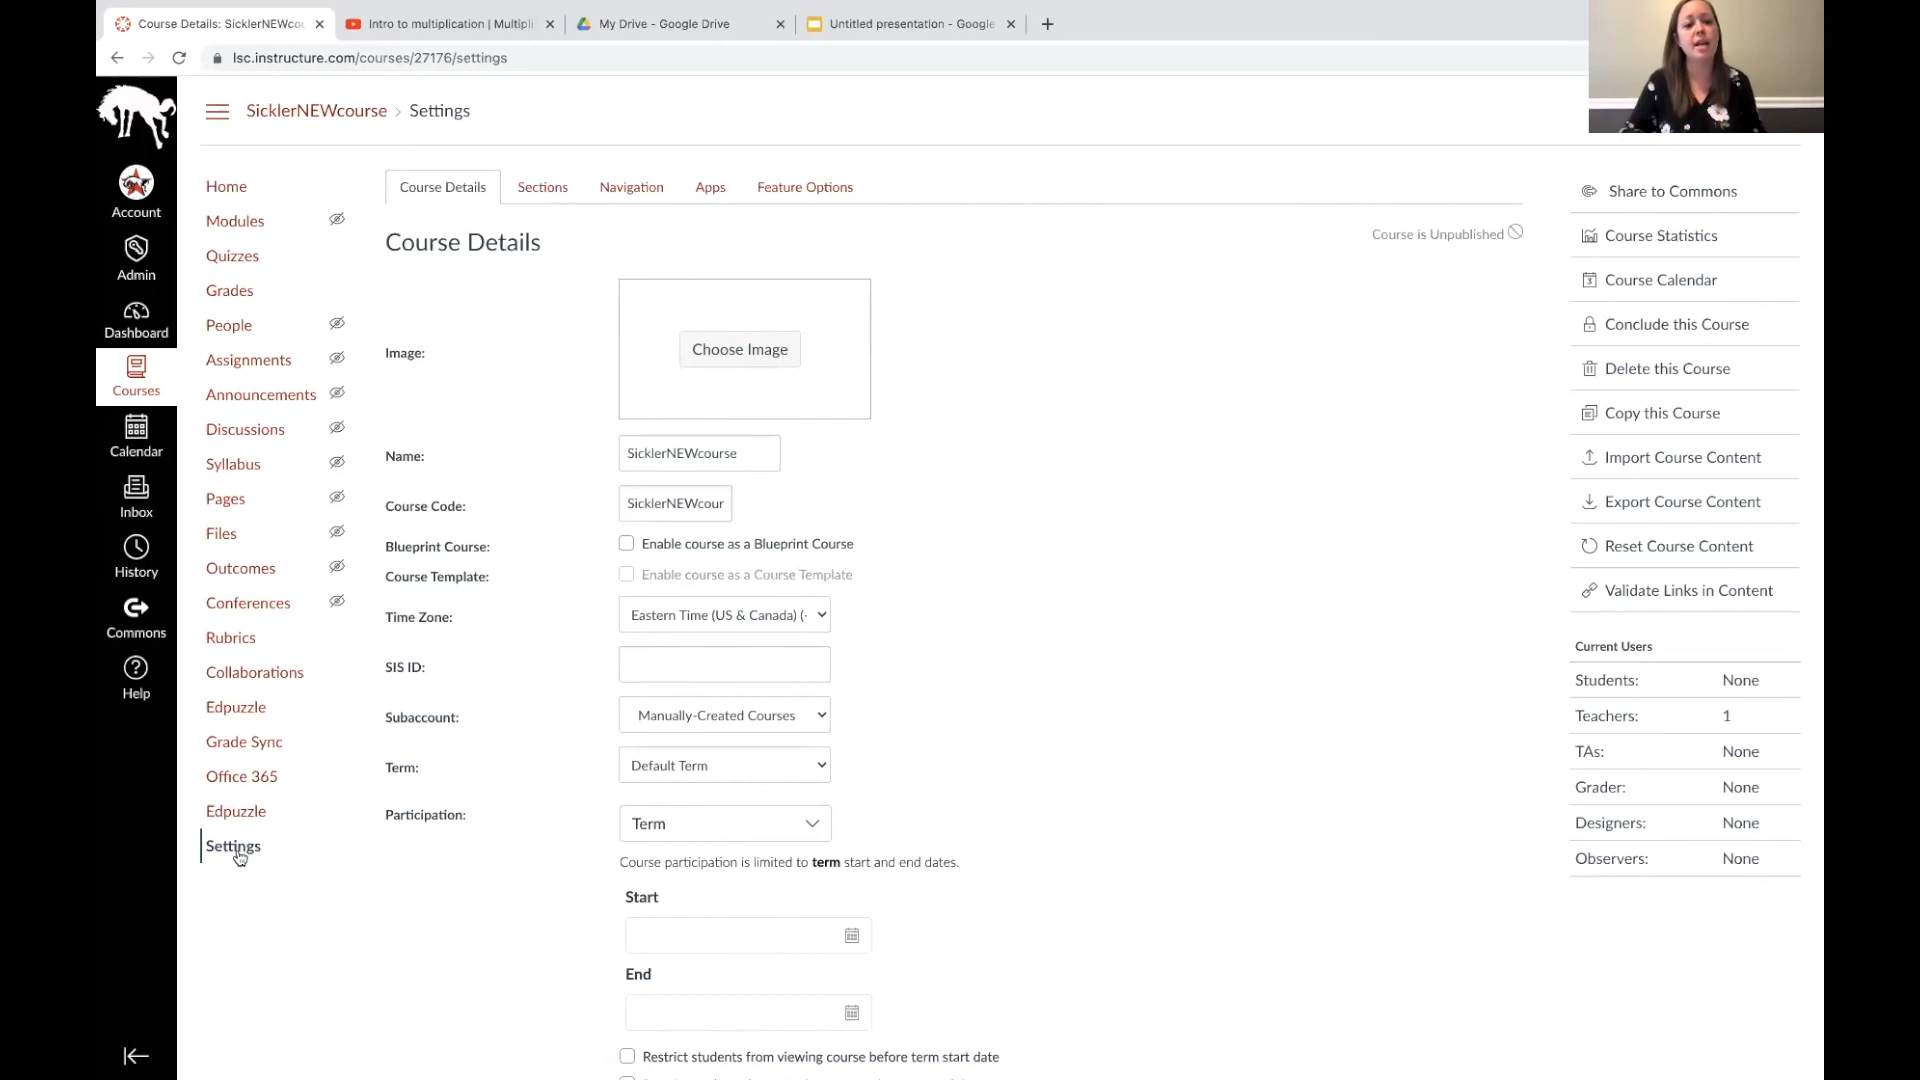 Course Details: SicklerNEWcou
Intro to multiplication | Multipli
My Drive - Google Drive
Untitled presentation - Google
lsc.instructure.com/courses/27176/settings
SicklerNEWcourse › Settings
Account
Admin
Dashboard
Courses
Calendar
Inbox
History
Commons
Help
Home
Modules
Quizzes
Grades
People
Assignments
Announcements
Discussions
Syllabus
Pages
Files
Outcomes
Conferences
Rubrics
Collaborations
Edpuzzle
Grade Sync
Office 365
Edpuzzle
Settings
Course Details Sections Navigation Apps Feature Options
Course Details
Course is Unpublished
Image:
Choose Image
Name: SicklerNEWcourse
Course Code: SicklerNEWcour
Blueprint Course: Enable course as a Blueprint Course
Course Template: Enable course as a Course Template
Time Zone: Eastern Time (US & Canada) (-
SIS ID:
Subaccount: Manually-Created Courses
Term: Default Term
Participation: Term
Course participation is limited to term start and end dates.
Start
End
Restrict students from viewing course before term start date
Share to Commons
Course Statistics
Course Calendar
Conclude this Course
Delete this Course
Copy this Course
Import Course Content
Export Course Content
Reset Course Content
Validate Links in Content
Current Users
Students: None
Teachers: 1
TAs: None
Grader: None
Designers: None
Observers: None